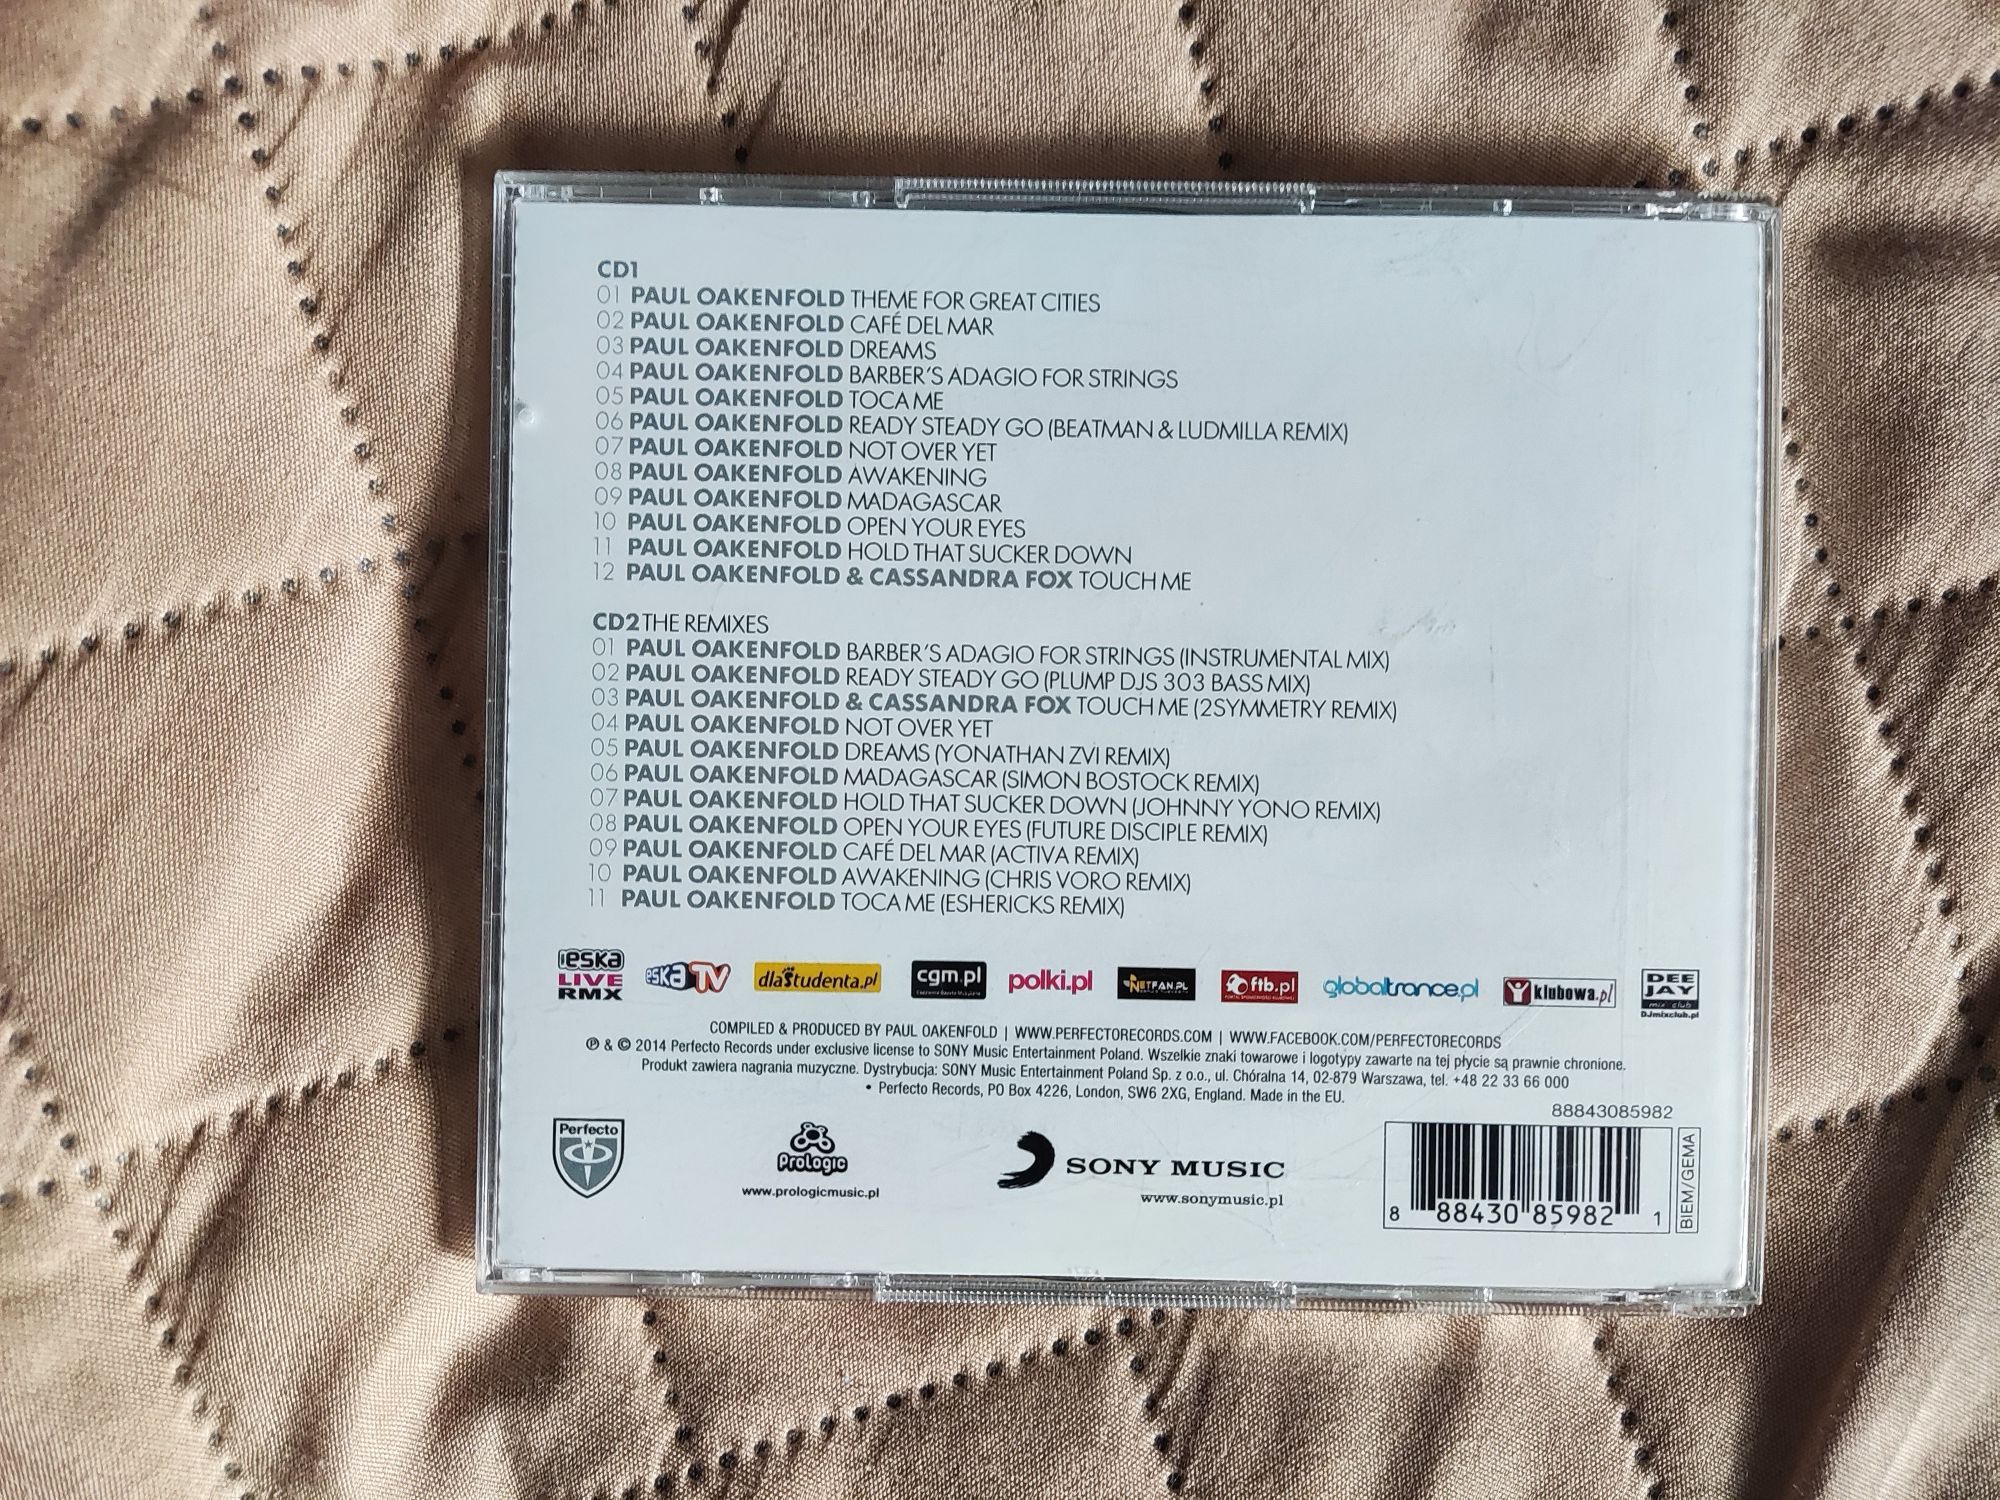 CD1
01 PAUL OAKENFOLD THEME FOR GREAT CITIES
02 PAUL OAKENFOLD CAFÉ DEL MAR
03 PAUL OAKENFOLD DREAMS
04 PAUL OAKENFOLD BARBER'S ADAGIO FOR STRINGS
05 PAUL OAKENFOLD TOCA ME
06 PAUL OAKENFOLD READY STEADY GO (BEATMAN & LUDMILLA REMIX)
07 PAUL OAKENFOLD NOT OVER YET
08 PAUL OAKENFOLD AWAKENING
09 PAUL OAKENFOLD MADAGASCAR
10 PAUL OAKENFOLD OPEN YOUR EYES
11 PAUL OAKENFOLD HOLD THAT SUCKER DOWN
12 PAUL OAKENFOLD & CASSANDRA FOX TOUCH ME
CD2 THE REMIXES
01 PAUL OAKENFOLD BARBER'S ADAGIO FOR STRINGS (INSTRUMENTAL MIX)
02 PAUL OAKENFOLD READY STEADY GO (PLUMP DJS 303 BASS MIX)
03 PAUL OAKENFOLD & CASSANDRA FOX TOUCH ME (2SYMMETRY REMIX)
04 PAUL OAKENFOLD NOT OVER YET
05 PAUL OAKENFOLD DREAMS (YONATHAN ZVI REMIX)
06 PAUL OAKENFOLD MADAGASCAR (SIMON BOSTOCK REMIX)
07 PAUL OAKENFOLD HOLD THAT SUCKER DOWN (JOHNNY YONO REMIX)
08 PAUL OAKENFOLD OPEN YOUR EYES (FUTURE DISCIPLE REMIX)
09 PAUL OAKENFOLD CAFÉ DEL MAR (ACTIVA REMIX)
10 PAUL OAKENFOLD AWAKENING (CHRIS VORO REMIX)
11 PAUL OAKENFOLD TOCA ME (ESHERICKS REMIX)
eska LIVE RMX eska TV dlaStudenta.pl cgm.pl polki.pl NETFAN.PL ftb.pl globaltrance.pl klubowa.pl DEE JAY mix club DJmixclub.pl
COMPILED & PRODUCED BY PAUL OAKENFOLD | WWW.PERFECTORECORDS.COM | WWW.FACEBOOK.COM/PERFECTORECORDS
℗ & © 2014 Perfecto Records under exclusive license to SONY Music Entertainment Poland. Wszelkie znaki towarowe i logotypy zawarte na tej płycie są prawnie chronione.
Produkt zawiera nagrania muzyczne. Dystrybucja: SONY Music Entertainment Poland Sp. z o.o., ul. Chóralna 14, 02-879 Warszawa, tel. +48 22 33 66 000
• Perfecto Records, PO Box 4226, London, SW6 2XG, England. Made in the EU.
88843085982
Perfecto
ProLogic
www.prologicmusic.pl
SONY MUSIC
www.sonymusic.pl
8 88430 85982 1
BIEM/GEMA